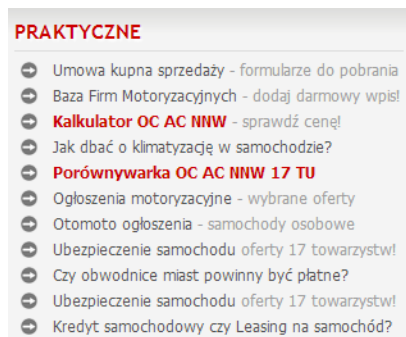 PRAKTYCZNE
Umowa kupna sprzedaży - formularze do pobrania
Baza Firm Motoryzacyjnych - dodaj darmowy wpis!
Kalkulator OC AC NNW - sprawdź cenę!
Jak dbać o klimatyzację w samochodzie?
Porównywarka OC AC NNW 17 TU
Ogłoszenia motoryzacyjne - wybrane oferty
Otomoto ogłoszenia - samochody osobowe
Ubezpieczenie samochodu oferty 17 towarzystw!
Czy obwodnice miast powinny być płatne?
Ubezpieczenie samochodu oferty 17 towarzystw!
Kredyt samochodowy czy Leasing na samochód?